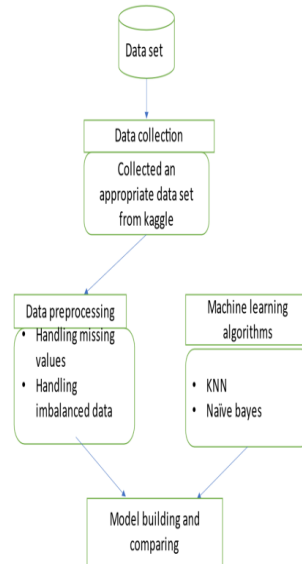 Data set
Data collection
Collected an
appropriate data set
from kaggle
Data preprocessing
• Handling missing
values
• Handling
imbalanced data
Machine learning
algorithms
• KNN
• Naïve bayes
Model building and
comparing